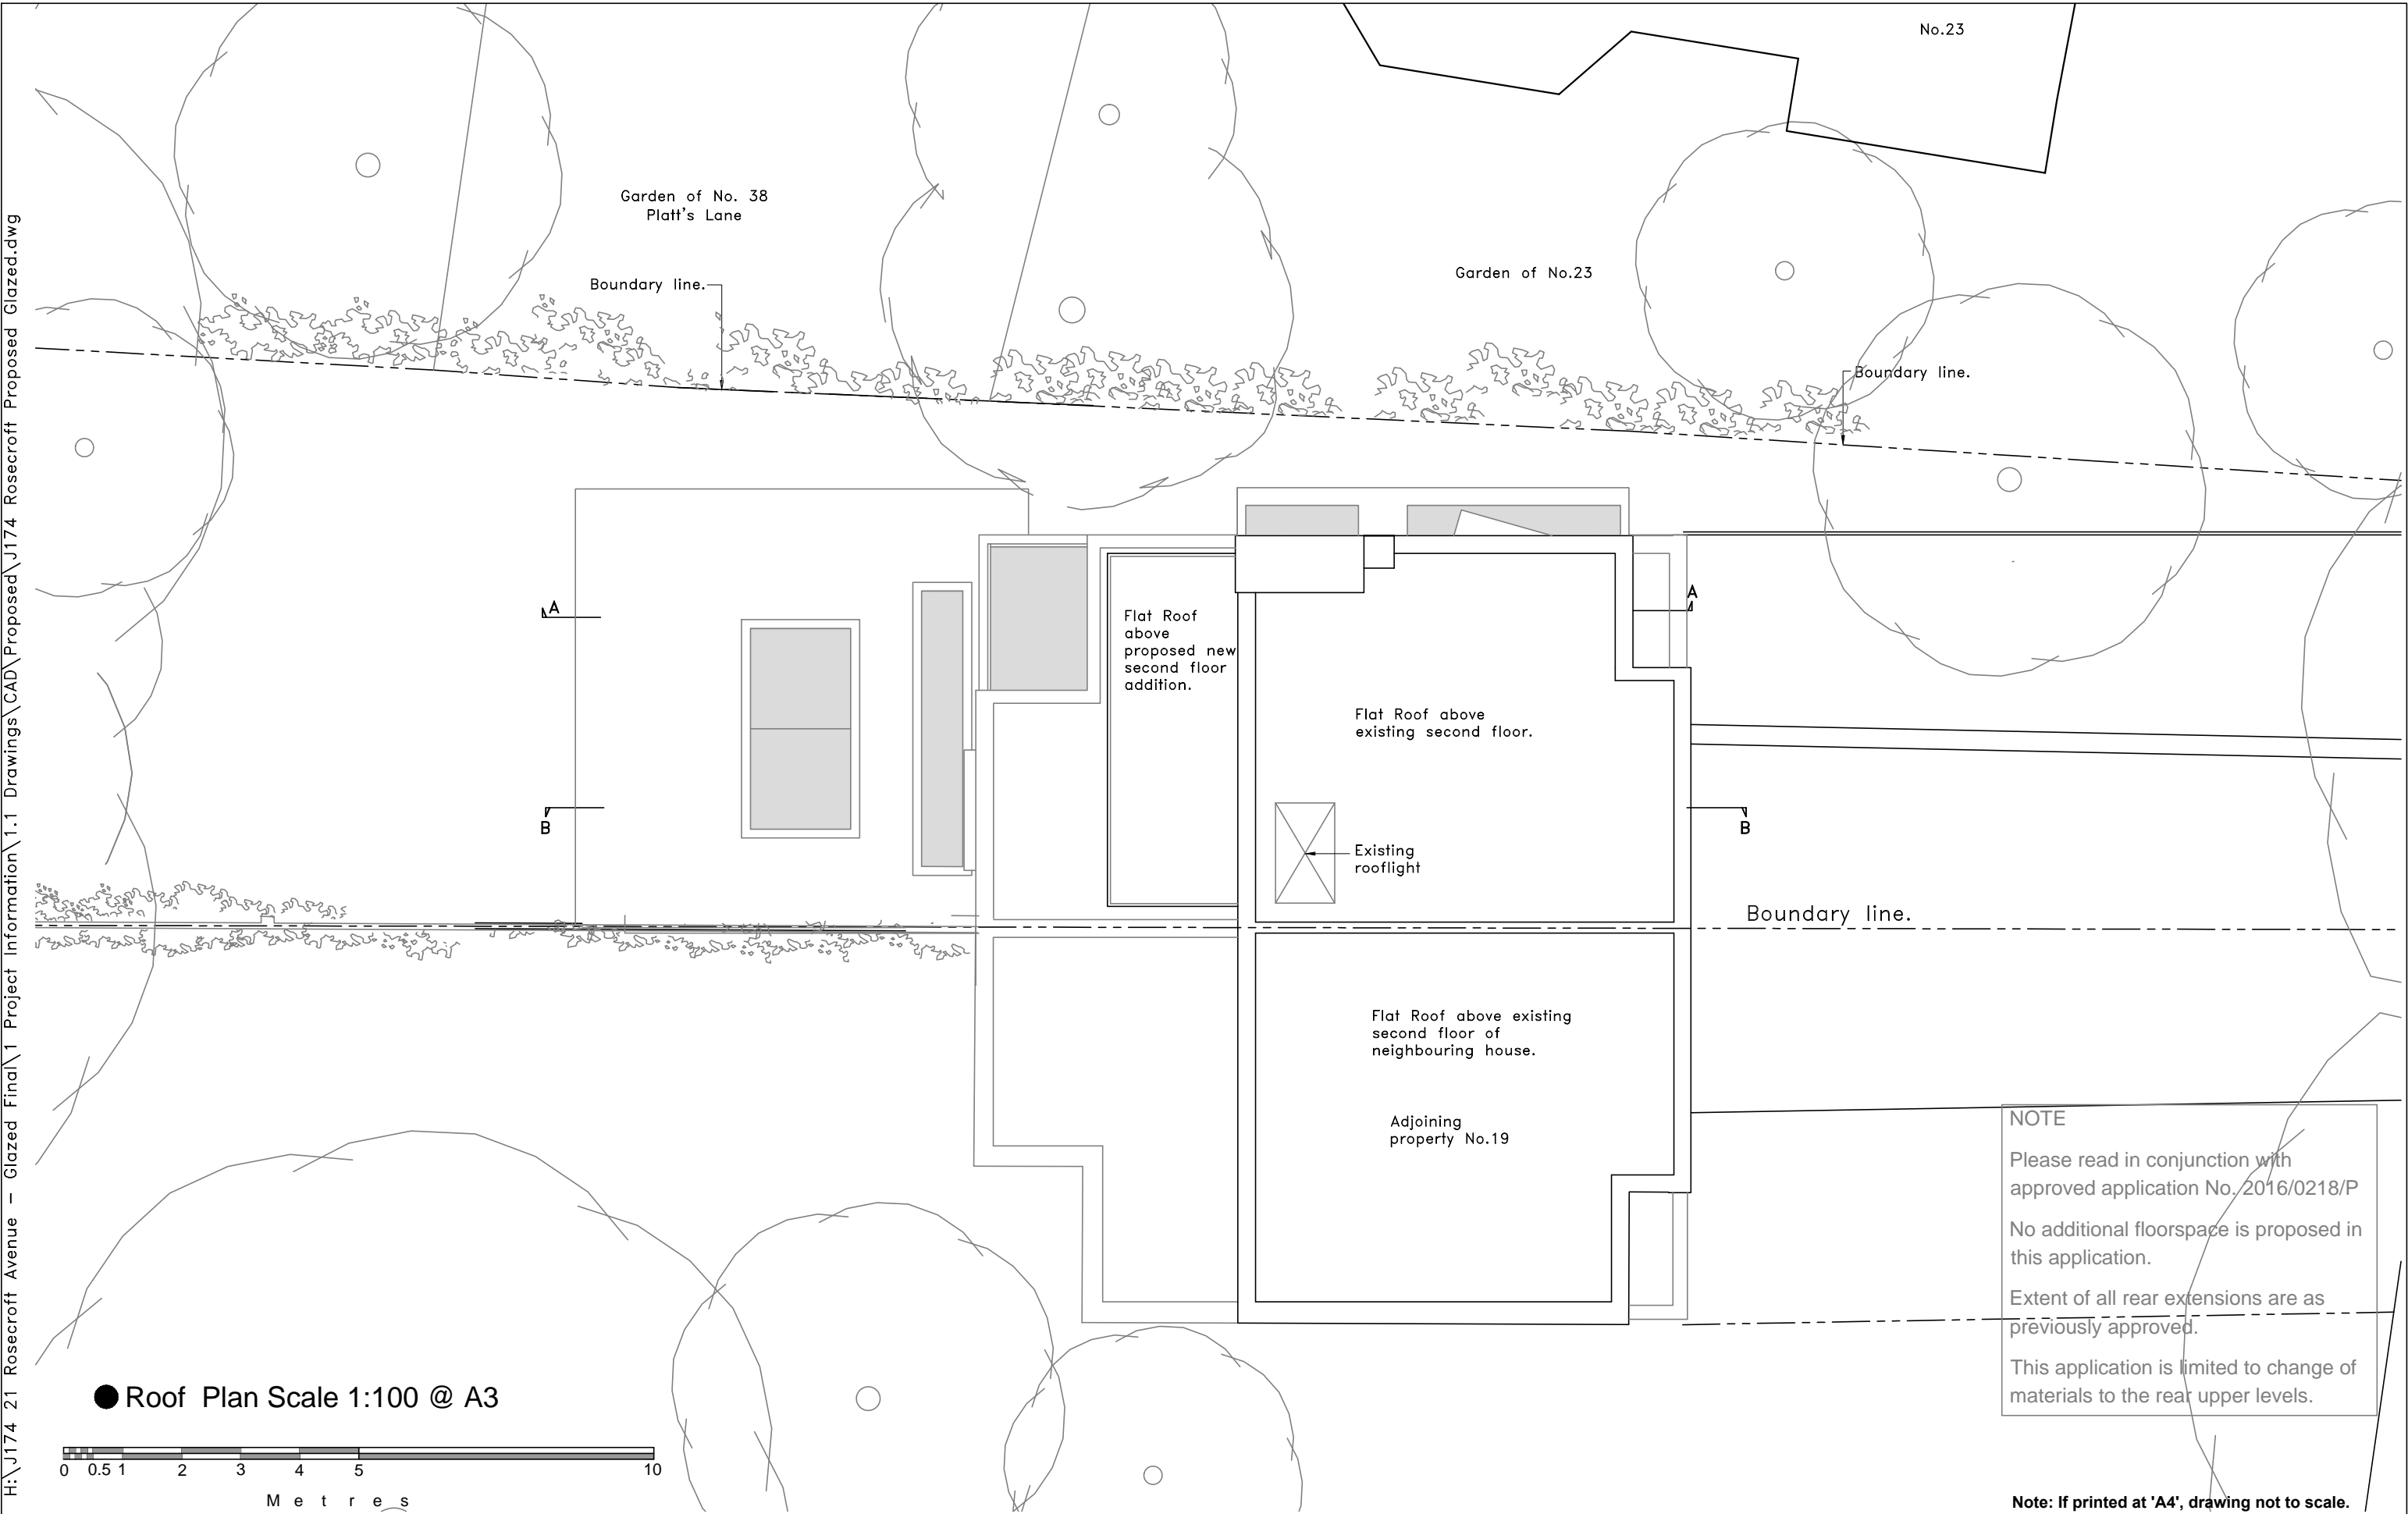 No.23
Garden of No. 38
Platt's Lane
Boundary line.
Garden of No.23
Boundary line.
A
A
Flat Roof
above
proposed new
second floor
addition.
Flat Roof above
existing second floor.
B
B
Existing
rooflight
Boundary line.
Flat Roof above existing
second floor of
neighbouring house.
Adjoining
property No.19
NOTE
Please read in conjunction with
approved application No. 2016/0218/P
No additional floorspace is proposed in
this application.
Extent of all rear extensions are as
previously approved.
This application is limited to change of
materials to the rear upper levels.
Roof Plan Scale 1:100 @ A3
0 0.5 1 2 3 4 5 10
Metres
Note: If printed at 'A4', drawing not to scale.
H:\J174 21 Rosecroft Avenue - Glazed Final\1 Project Information\1.1 Drawings\CAD\Proposed\J174 Rosecroft Proposed Glazed.dwg